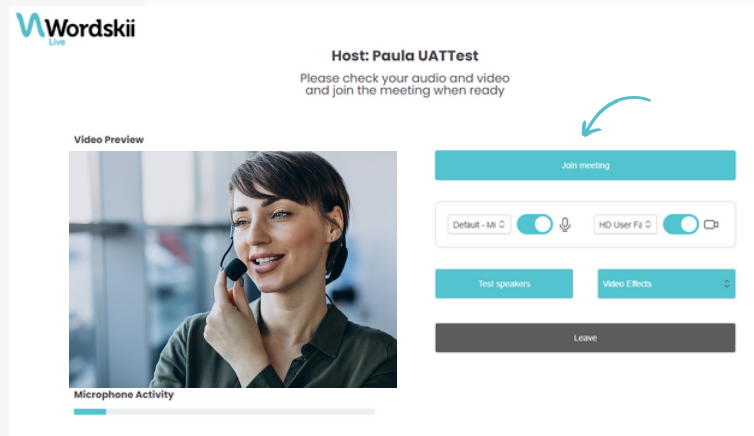 Wordskii
Live
Host: Paula UATTest
Please check your audio and video
and join the meeting when ready
Video Preview
Join meeting
Default - Mi
HD User Fa
Test speakers
Video Effects
Leave
Microphone Activity